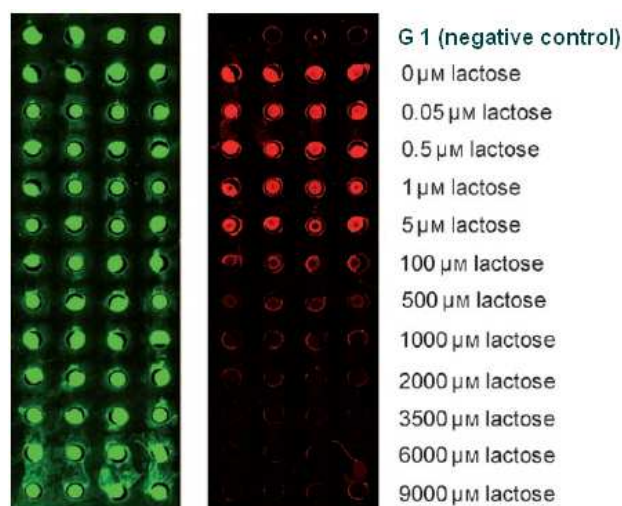 G 1 (negative control)
0 µM lactose
0.05 µM lactose
0.5 µM lactose
1 µM lactose
5 µM lactose
100 µM lactose
500 µM lactose
1000 µM lactose
2000 µM lactose
3500 µM lactose
6000 µM lactose
9000 µM lactose